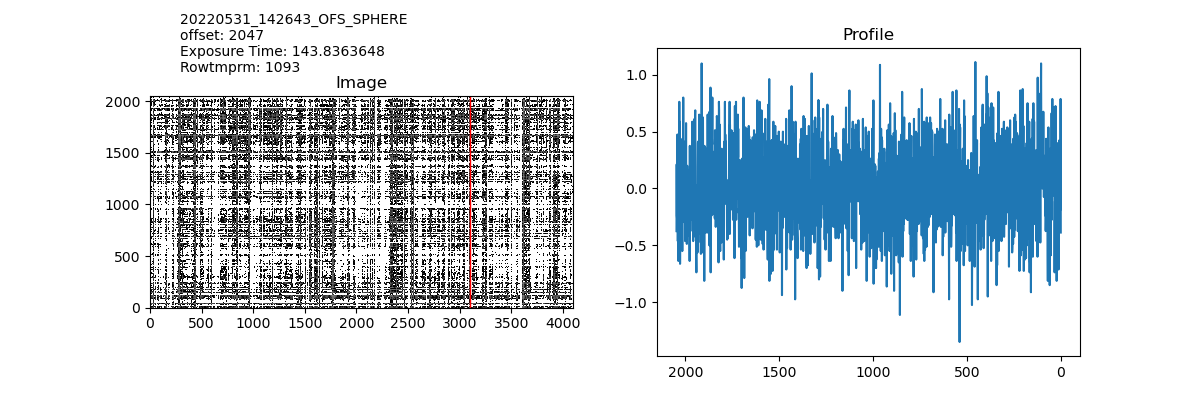 20220531_142643_OFS_SPHERE
offset: 2047
Exposure Time: 143.8363648
Rowtmprm: 1093
Image
2000
1500
1000
500
0
0 500 1000 1500 2000 2500 3000 3500 4000
Profile
1.0
0.5
0.0
−0.5
−1.0
2000 1500 1000 500 0